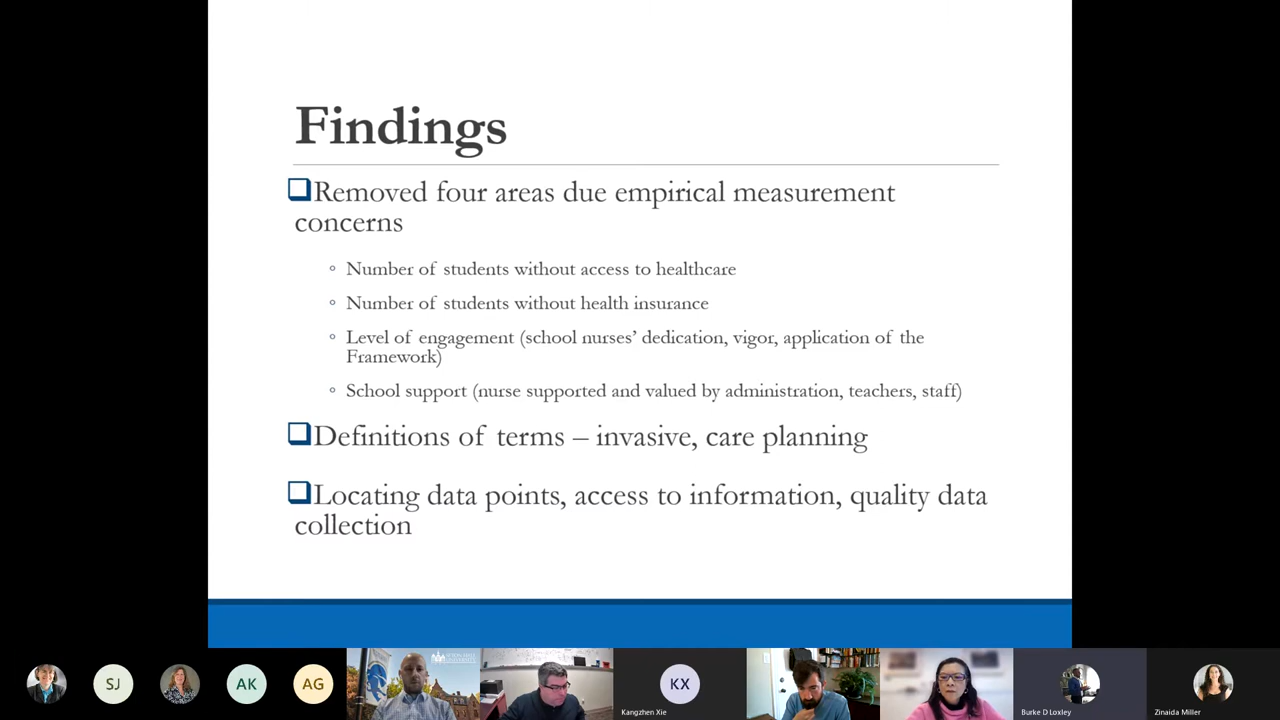 Findings
Removed four areas due empirical measurement
concerns
Number of students without access to healthcare
Number of students without health insurance
Level of engagement (school nurses’ dedication, vigor, application of the
Framework)
School support (nurse supported and valued by administration, teachers, staff)
Definitions of terms – invasive, care planning
Locating data points, access to information, quality data
collection
SJ
AK
AG
KX
Kangzhen Xie
Burke D Loxley
Zinaida Miller